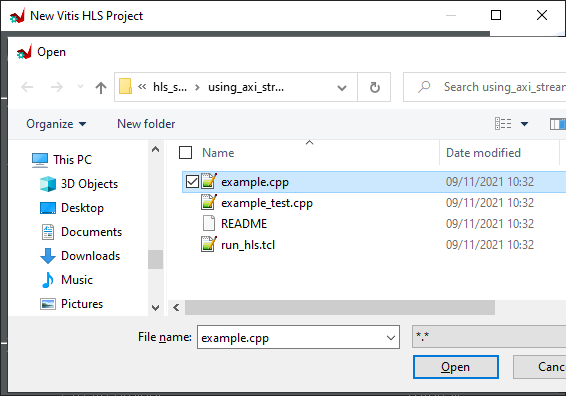 New Vitis HLS Project
Open
« hls_s... > using_axi_str...
Search using_axi_stream
Organize
New folder
This PC
3D Objects
Desktop
Documents
Downloads
Music
Pictures
Name
Date modified
example.cpp 09/11/2021 10:32
example_test.cpp 09/11/2021 10:32
README 09/11/2021 10:32
run_hls.tcl 09/11/2021 10:32
File name: example.cpp
*.*
Open
Canc